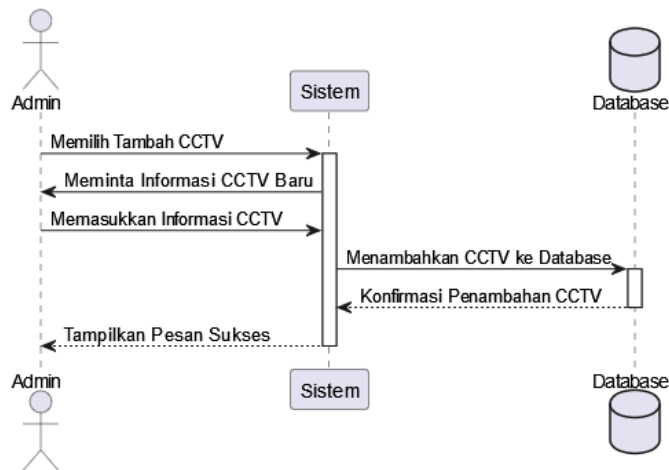 Admin
Sistem
Database
Memilih Tambah CCTV
Meminta Informasi CCTV Baru
Memasukkan Informasi CCTV
Menambahkan CCTV ke Database
Konfirmasi Penambahan CCTV
Tampilkan Pesan Sukses
Admin
Sistem
Database